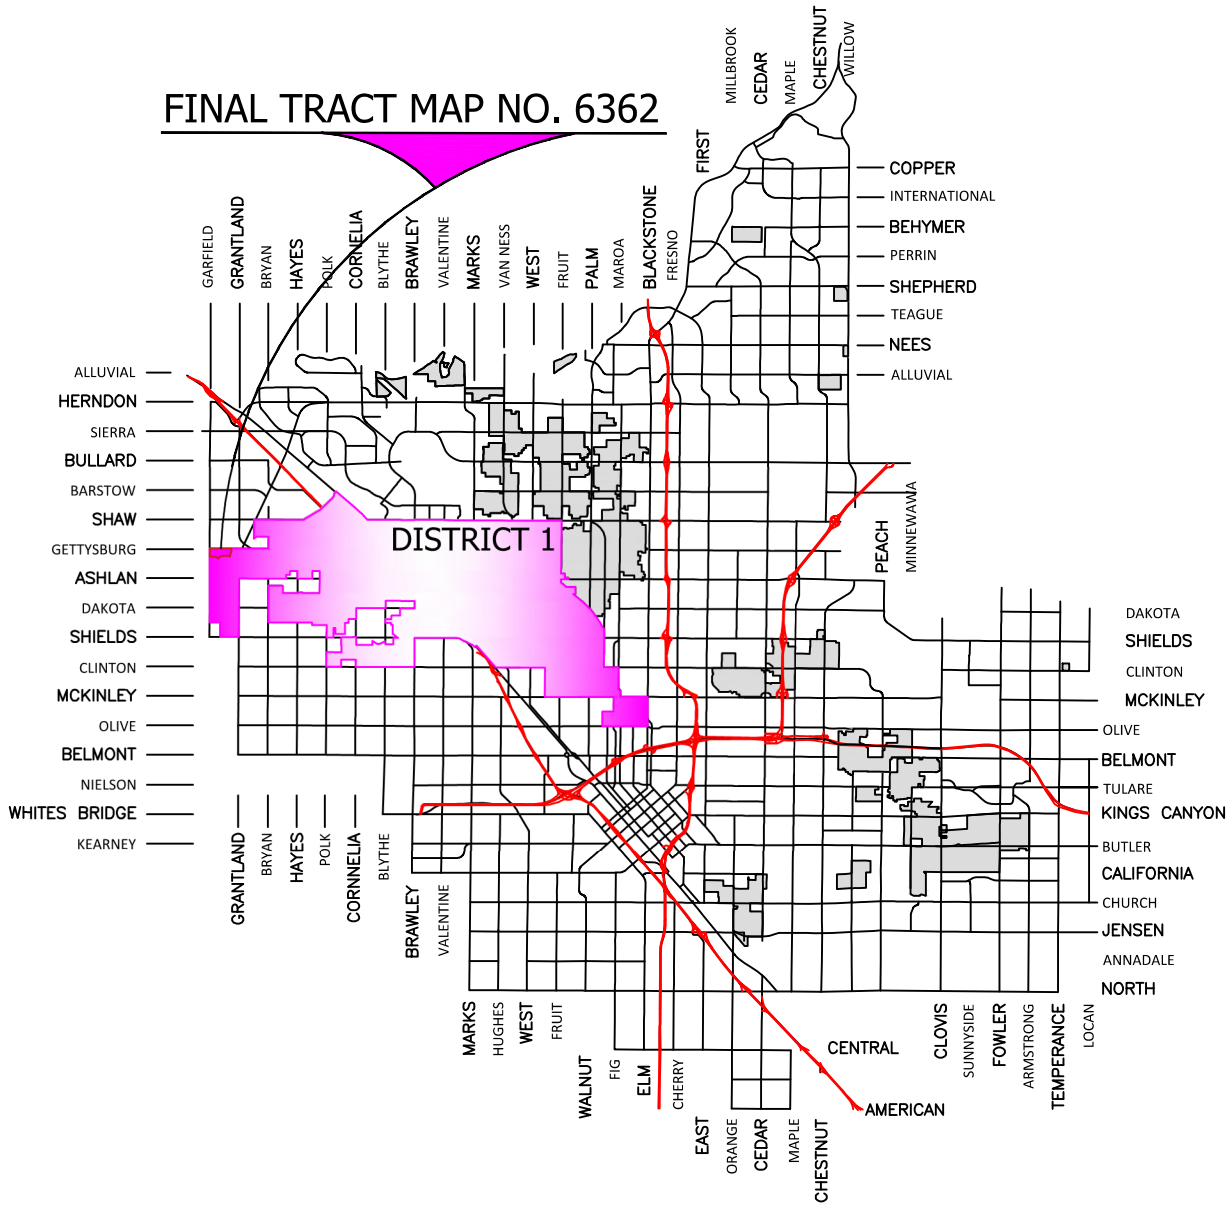 MILLBROOK
CEDAR
MAPLE
CHESTNUT
WILLOW
FINAL TRACT MAP NO. 6362
FIRST
COPPER
INTERNATIONAL
BEHYMER
PERRIN
SHEPHERD
TEAGUE
NEES
ALLUVIAL
GARFIELD
GRANTLAND
BRYAN
HAYES
POLK
CORNELIA
BLYTHE
BRAWLEY
VALENTINE
MARKS
VAN NESS
WEST
FRUIT
PALM
MAROA
BLACKSTONE
FRESNO
ALLUVIAL
HERNDON
SIERRA
BULLARD
BARSTOW
SHAW
GETTYSBURG
ASHLAN
DAKOTA
SHIELDS
CLINTON
MCKINLEY
OLIVE
BELMONT
NIELSON
WHITES BRIDGE
KEARNEY
DISTRICT 1
PEACH
MINNEWAWA
DAKOTA
SHIELDS
CLINTON
MCKINLEY
OLIVE
BELMONT
TULARE
KINGS CANYON
BUTLER
CALIFORNIA
CHURCH
JENSEN
ANNADALE
NORTH
GRANTLAND
BRYAN
HAYES
POLK
CORNNELIA
BLYTHE
BRAWLEY
VALENTINE
MARKS
HUGHES
WEST
FRUIT
WALNUT
FIG
ELM
CHERRY
EAST
ORANGE
CEDAR
MAPLE
CHESTNUT
CENTRAL
AMERICAN
CLOVIS
SUNNYSIDE
FOWLER
ARMSTRONG
TEMPERANCE
LOCAN